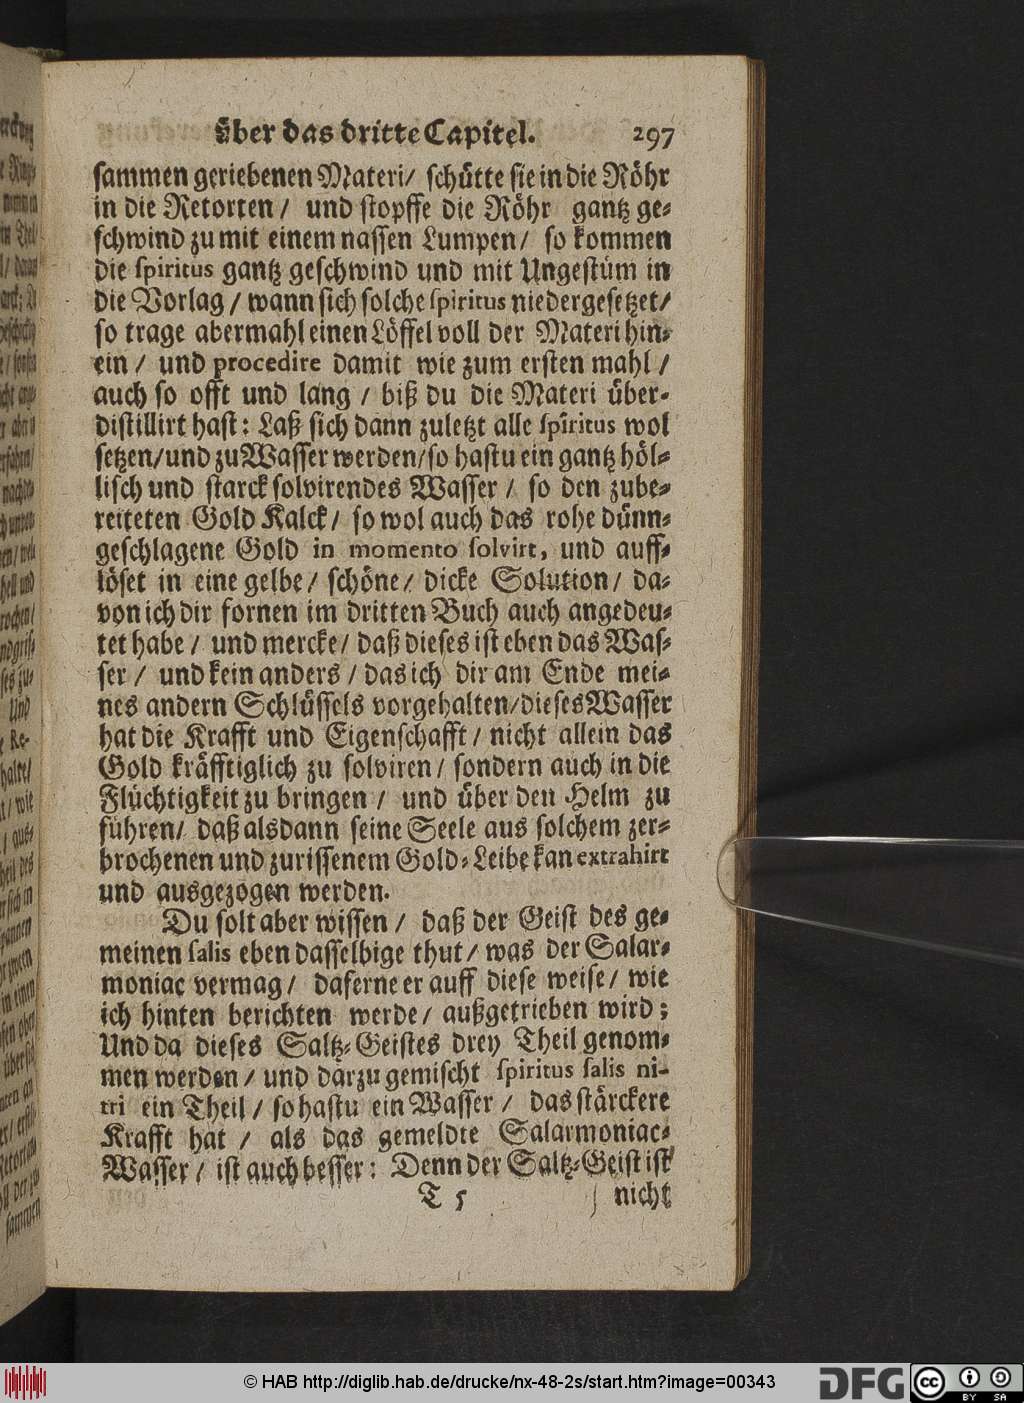 über das dritte Capitel. 297
sammen geriebenen Materi/ schütte sie in die Röhr
in die Retorten/ und stopffe die Röhr gantz ge-
schwind zu mit einem nassen Lumpen/ so kommen
die spiritus gantz geschwind und mit Ungestüm in
die Vorlag/ wann sich solche spiritus niedergesetzet/
so trage abermahl einen Löffel voll der Materi hin-
ein/ und procedire damit wie zum ersten mahl/
auch so offt und lang/ biß du die Materi über-
distillirt hast: Laß sich dann zuletzt alle spiritus wol
setzen/ und zu Wasser werden/ so hastu ein gantz höl-
lisch und starck solvirendes Wasser/ so den zube-
reiteten Gold Kalck/ so wol auch das rohe dünn-
geschlagene Gold in momento solvirt, und auff-
löset in eine gelbe/ schöne/ dicke Solution/ da-
von ich dir fornen im dritten Buch auch angedeu-
tet habe/ und mercke/ daß dieses ist eben das Was-
ser/ und kein anders/ das ich dir am Ende mei-
nes andern Schlüssels vorgehalten/ dieses Wasser
hat die Krafft und Eigenschafft/ nicht allein das
Gold kräfftiglich zu solviren/ sondern auch in die
Flüchtigkeit zu bringen/ und über den Helm zu
führen/ daß alsdann seine Seele aus solchem zer-
brochenen und zurissenem Gold-Leibe kan extrahirt
und ausgezogen werden.
Du solt aber wissen/ daß der Geist des ge-
meinen salis eben dasselbige thut/ was der Salar-
moniac vermag/ daferne er auff diese weise/ wie
ich hinten berichten werde/ außgetrieben wird;
Und da dieses Saltz-Geistes drey Theil genom-
men werden/ und darzu gemischt spiritus salis ni-
tri ein Theil/ so hastu ein Wasser/ das stärckere
Krafft hat/ als das gemeldte Salarmoniac-
Wasser/ ist auch besser: Denn der Saltz-Geist ist
T 5 nicht
© HAB http://diglib.hab.de/drucke/nx-48-2s/start.htm?image=00343
DFG
cc BY SA